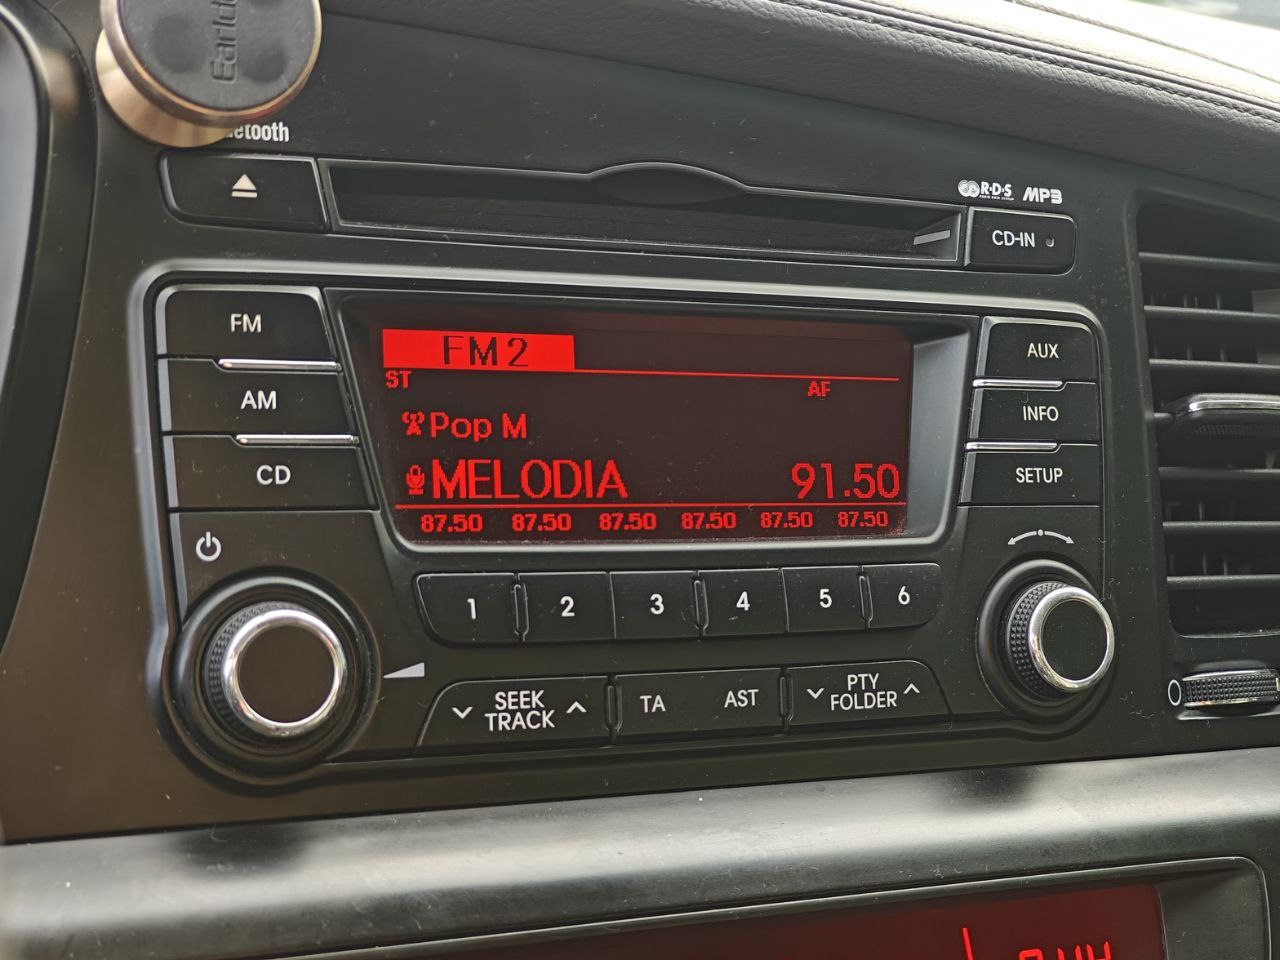 R·D·S MP3
CD-IN
FM
AM
CD
FM 2
ST
AF
Pop M
MELODIA 91.50
87.50 87.50 87.50 87.50 87.50 87.50
AUX
INFO
SETUP
1 2 3 4 5 6
SEEK
TRACK
TA AST
PTY
FOLDER